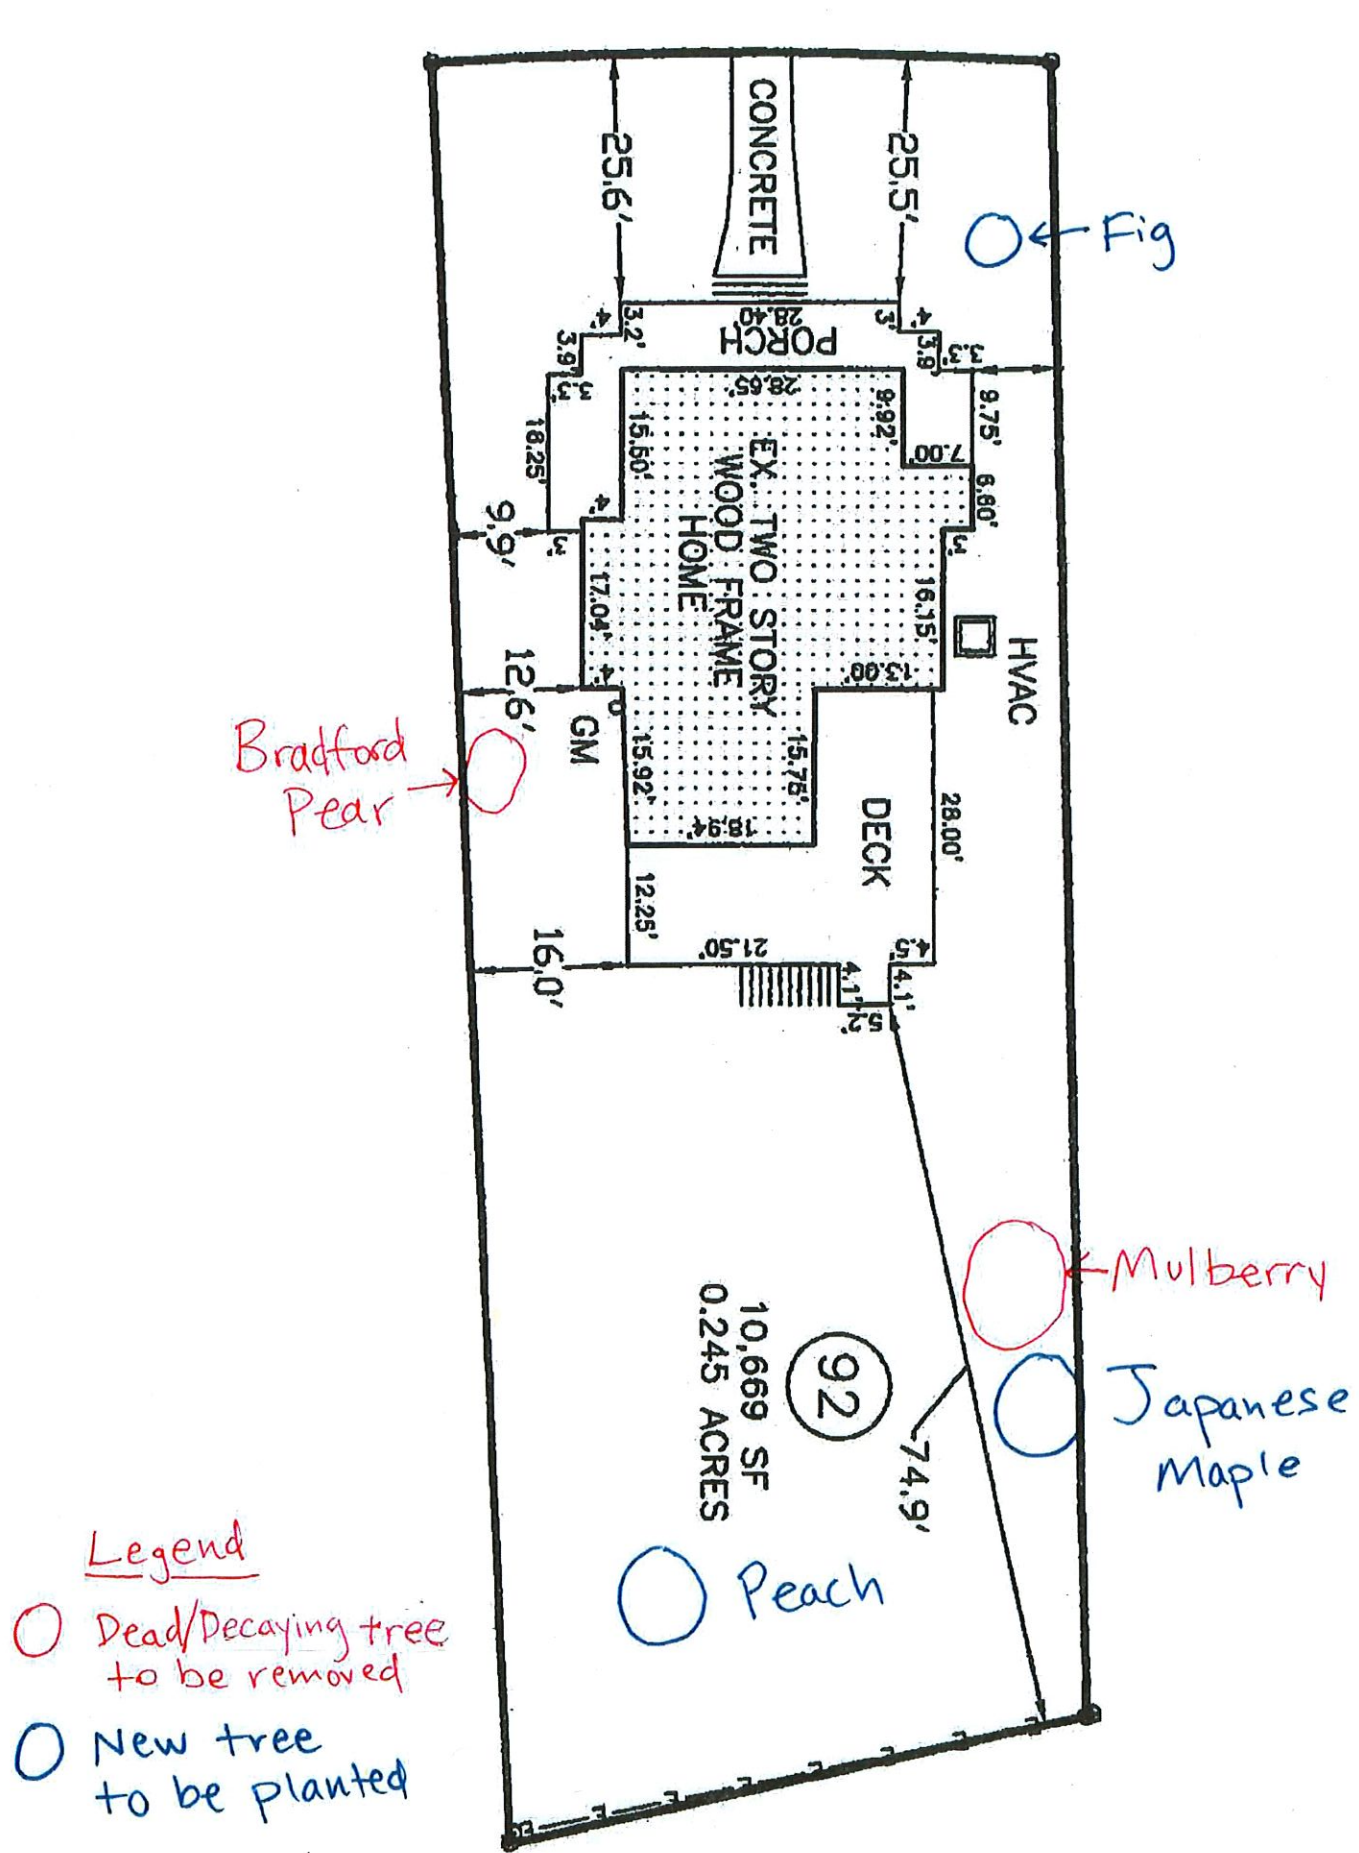 CONCRETE
25.6'
25.5'
Fig
3.2'
28.40'
3'
4'
4'
3.9'
3.9'
3.3'
3'
PORCH
28.65'
9.92'
9.75'
7.00'
6.60'
3'
18.25'
15.50'
4'
3'
9.9'
EX. TWO STORY
WOOD FRAME
HOME
17.04'
16.15'
HVAC
13.00'
4'
12.6'
GM
Bradford
Pear
15.92'
15.75'
18.94'
DECK
28.00'
12.25'
21.50'
16.0'
4.5'
4.1'
4.1'
5.2'
Mulberry
92
10,669 SF
0.245 ACRES
74.9'
Japanese
Maple
Peach
Legend
Dead/Decaying tree
to be removed
New tree
to be planted